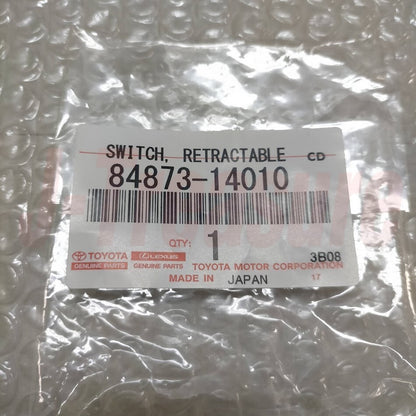 SWITCH, RETRACTABLE CD
84873-14010
QTY: 1 3B08
TOYOTA LEXUS
GENUINE PARTS GENUINE PARTS TOYOTA MOTOR CORPORATION
MADE IN JAPAN 17